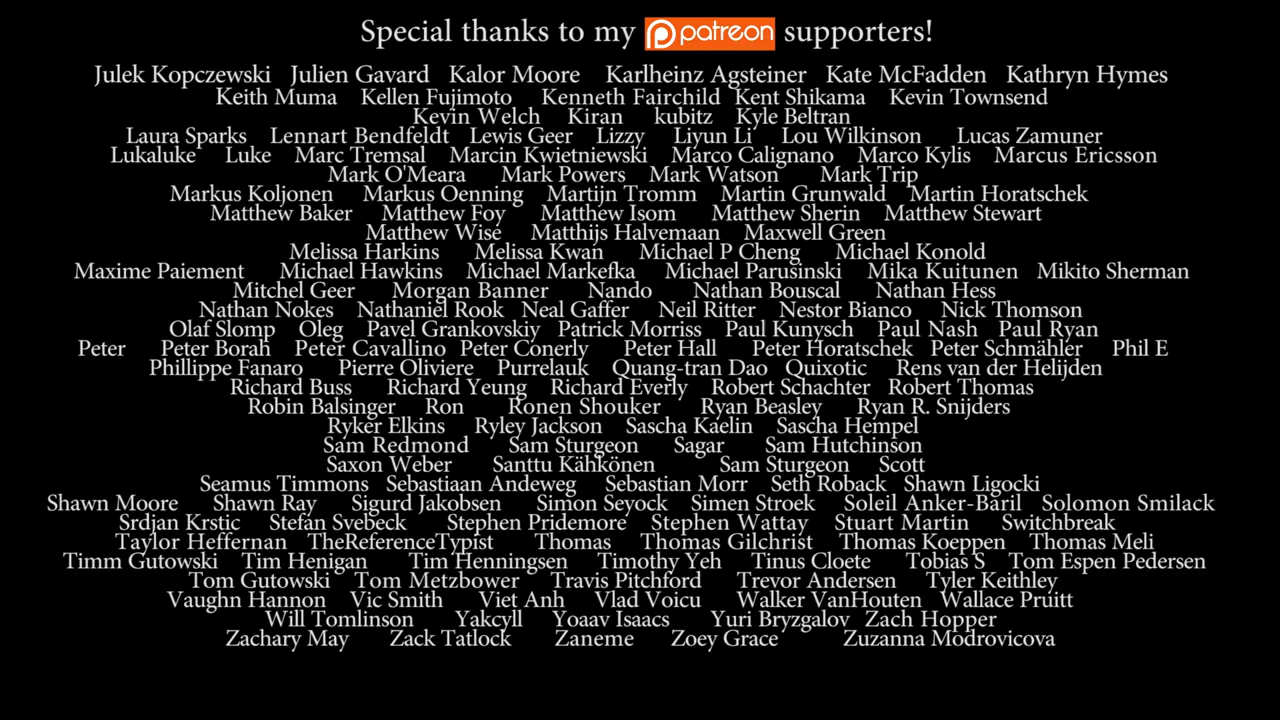 Special thanks to my patreon supporters!
Julek Kopczewski Julien Gavard Kalor Moore Karlheinz Agsteiner Kate McFadden Kathryn Hymes
Keith Muma Kellen Fujimoto Kenneth Fairchild Kent Shikama Kevin Townsend
Kevin Welch Kiran kubitz Kyle Beltran
Laura Sparks Lennart Bendfeldt Lewis Geer Lizzy Liyun Li Lou Wilkinson Lucas Zamuner
Lukaluke Luke Marc Tremsal Marcin Kwietniewski Marco Calignano Marco Kylis Marcus Ericsson
Mark O'Meara Mark Powers Mark Watson Mark Trip
Markus Koljonen Markus Oenning Martijn Tromm Martin Grunwald Martin Horatschek
Matthew Baker Matthew Foy Matthew Isom Matthew Sherin Matthew Stewart
Matthew Wise Matthijs Halvemaan Maxwell Green
Melissa Harkins Melissa Kwan Michael P Cheng Michael Konold
Maxime Paiement Michael Hawkins Michael Markefka Michael Parusinski Mika Kuitunen Mikito Sherman
Mitchel Geer Morgan Banner Nando Nathan Bouscal Nathan Hess
Nathan Nokes Nathaniel Rook Neal Gaffer Neil Ritter Nestor Bianco Nick Thomson
Olaf Slomp Oleg Pavel Grankovskiy Patrick Morriss Paul Kunysch Paul Nash Paul Ryan
Peter Peter Borah Peter Cavallino Peter Conerly Peter Hall Peter Horatschek Peter Schmähler Phil E
Phillippe Fanaro Pierre Oliviere Purrelauk Quang-tran Dao Quixotic Rens van der Helijden
Richard Buss Richard Yeung Richard Everly Robert Schachter Robert Thomas
Robin Balsinger Ron Ronen Shouker Ryan Beasley Ryan R. Snijders
Ryker Elkins Ryley Jackson Sascha Kaelin Sascha Hempel
Sam Redmond Sam Sturgeon Sagar Sam Hutchinson
Saxon Weber Santtu Kähkönen Sam Sturgeon Scott
Seamus Timmons Sebastiaan Andeweg Sebastian Morr Seth Roback Shawn Ligocki
Shawn Moore Shawn Ray Sigurd Jakobsen Simon Seyock Simen Stroek Soleil Anker-Baril Solomon Smilack
Srdjan Krstic Stefan Svebeck Stephen Pridemore Stephen Wattay Stuart Martin Switchbreak
Taylor Heffernan TheReferenceTypist Thomas Thomas Gilchrist Thomas Koeppen Thomas Meli
Timm Gutowski Tim Henigan Tim Henningsen Timothy Yeh Tinus Cloete Tobias S Tom Espen Pedersen
Tom Gutowski Tom Metzbower Travis Pitchford Trevor Andersen Tyler Keithley
Vaughn Hannon Vic Smith Viet Anh Vlad Voicu Walker VanHouten Wallace Pruitt
Will Tomlinson Yakcyll Yoaav Isaacs Yuri Bryzgalov Zach Hopper
Zachary May Zack Tatlock Zaneme Zoey Grace Zuzanna Modrovicova